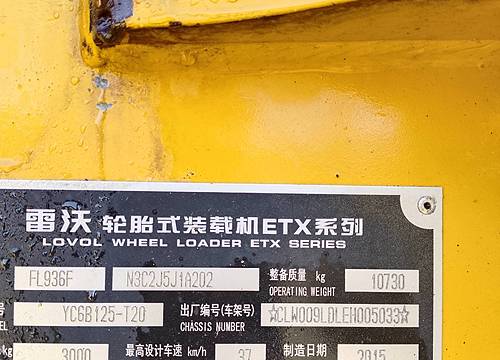 雷沃 轮胎式装载机ETX系列
LOVOL WHEEL LOADER ETX SERIES
FL936F N3C2J5J1A202 整备质量 kg 10730
OPERATING WEIGHT
号 YC6B125-T20 出厂编号(车架号) ☆CLW009LDLEH005033☆
EL CHASSIS NUMBER
3000 最高设计车速 km/h 37 制造日期 2015